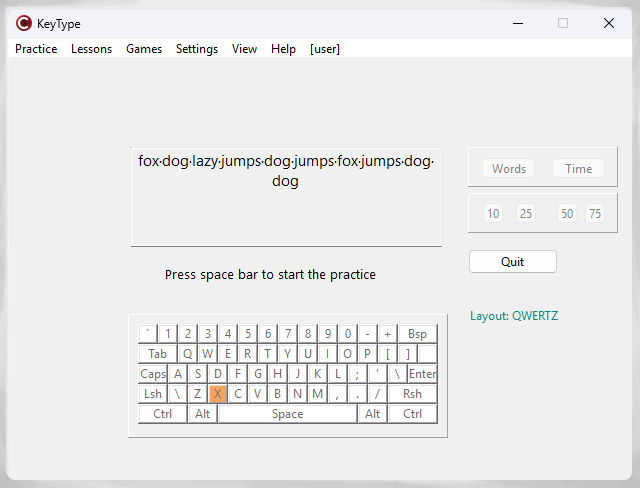 KeyType
Practice Lessons Games Settings View Help [user]
fox·dog·lazy·jumps·dog·jumps·fox·jumps·dog·
dog
Words Time
10 25 50 75
Press space bar to start the practice
Quit
Layout: QWERTZ
` 1 2 3 4 5 6 7 8 9 0 - + Bsp
Tab Q W E R T Y U I O P [ ]
Caps A S D F G H J K L ; ' \ Enter
Lsh \ Z X C V B N M , . / Rsh
Ctrl Alt Space Alt Ctrl